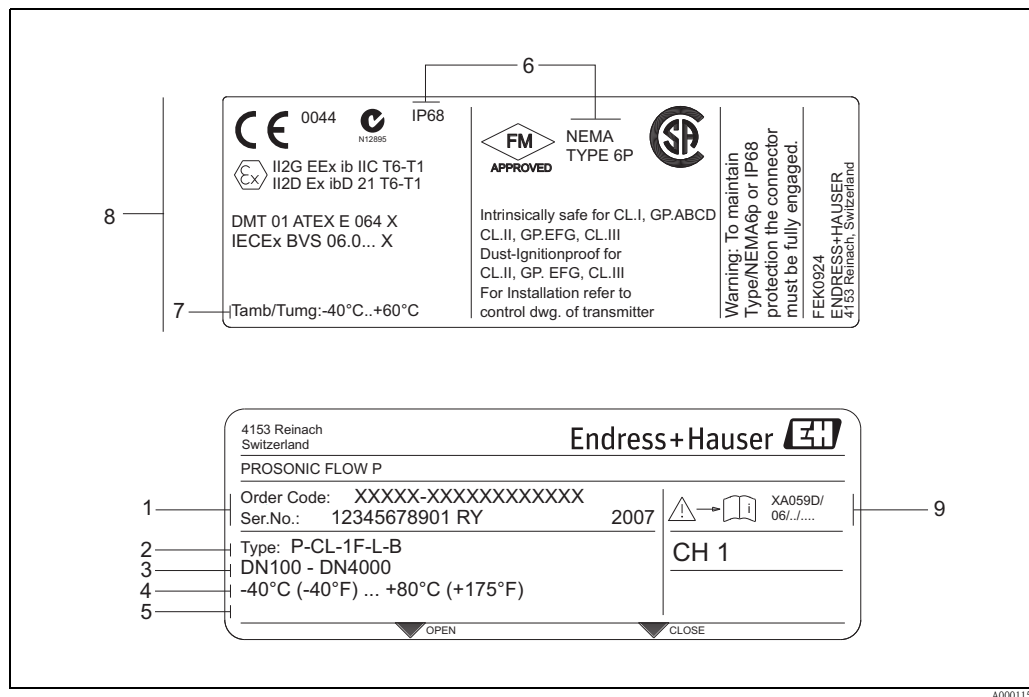 6
8
CE 0044
N12895
IP68
Ex II2G EEx ib IIC T6-T1
II2D Ex ibD 21 T6-T1
DMT 01 ATEX E 064 X
IECEx BVS 06.0... X
7
Tamb/Tumg:-40°C..+60°C
FM
APPROVED
NEMA
TYPE 6P
SA
Intrinsically safe for CL.I, GP.ABCD
CL.II, GP.EFG, CL.III
Dust-Ignitionproof for
CL.II, GP. EFG, CL.III
For Installation refer to
control dwg. of transmitter
Warning: To maintain
Type/NEMA6p or IP68
protection the connector
must be fully engaged.
FEK0924
ENDRESS+HAUSER
4153 Reinach, Switzerland
4153 Reinach
Switzerland
Endress+Hauser EH
PROSONIC FLOW P
1
Order Code: XXXXX-XXXXXXXXXXXX
Ser.No.: 12345678901 RY 2007
i
XA059D/
06/../....
9
2
Type: P-CL-1F-L-B
3
DN100 - DN4000
4
-40°C (-40°F) ... +80°C (+175°F)
5
CH 1
OPEN
CLOSE